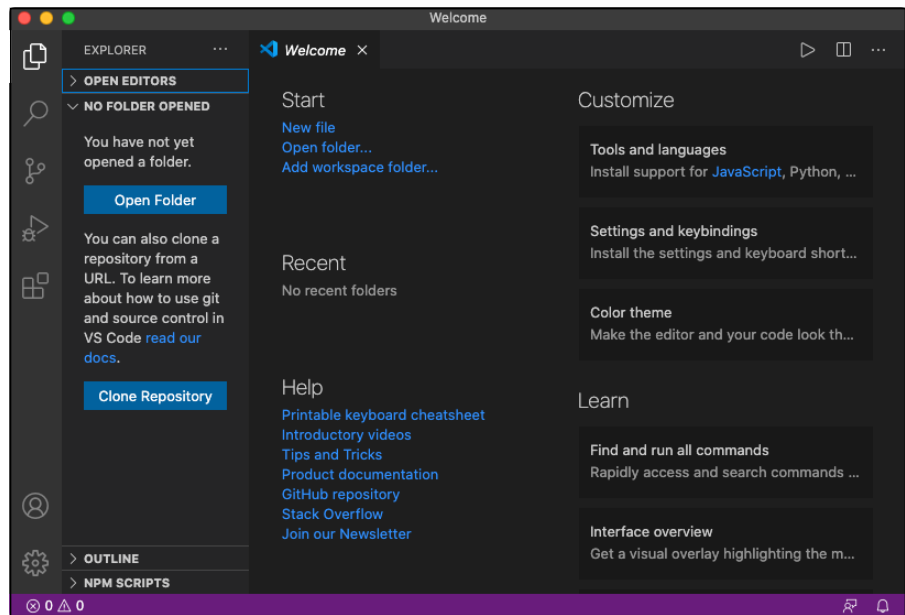 Welcome
EXPLORER
OPEN EDITORS
NO FOLDER OPENED
You have not yet
opened a folder.
Open Folder
You can also clone a
repository from a
URL. To learn more
about how to use git
and source control in
VS Code read our
docs.
Clone Repository
OUTLINE
NPM SCRIPTS
Welcome
Start
New file
Open folder...
Add workspace folder...
Recent
No recent folders
Help
Printable keyboard cheatsheet
Introductory videos
Tips and Tricks
Product documentation
GitHub repository
Stack Overflow
Join our Newsletter
Customize
Tools and languages
Install support for JavaScript, Python, ...
Settings and keybindings
Install the settings and keyboard short...
Color theme
Make the editor and your code look th...
Learn
Find and run all commands
Rapidly access and search commands ...
Interface overview
Get a visual overlay highlighting the m...
0 0